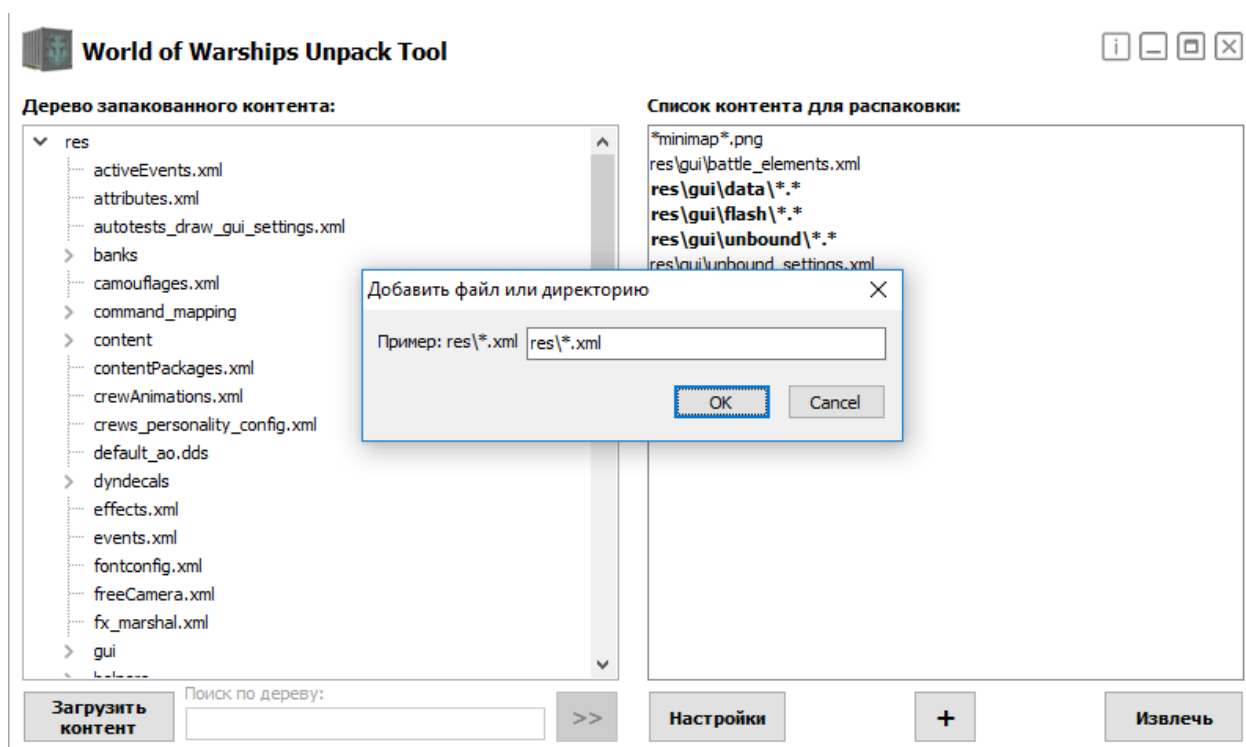 World of Warships Unpack Tool
Дерево запакованного контента:
res
activeEvents.xml
attributes.xml
autotests_draw_gui_settings.xml
banks
camouflages.xml
command_mapping
content
contentPackages.xml
crewAnimations.xml
crews_personality_config.xml
default_ao.dds
dyndecals
effects.xml
events.xml
fontconfig.xml
freeCamera.xml
fx_marshal.xml
gui
Список контента для распаковки:
*minimap*.png
res\gui\battle_elements.xml
res\gui\data\*.*
res\gui\flash\*.*
res\gui\unbound\*.*
res\gui\unbound_settings.xml
Добавить файл или директорию
Пример: res\*.xml res\*.xml
OK Cancel
Загрузить
контент
Поиск по дереву:
>>
Настройки + Извлечь